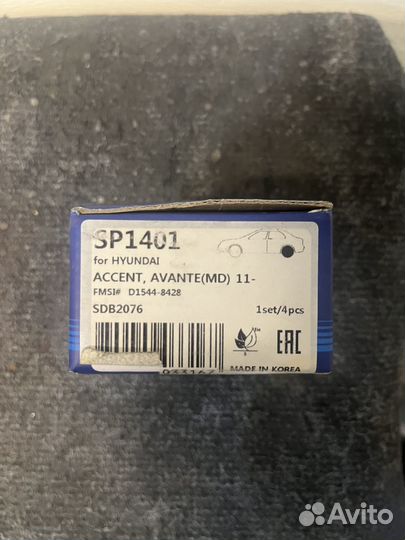 SP1401
for HYUNDAI
ACCENT, AVANTE(MD) 11-
FMSI# D1544-8428
SDB2076 1set/4pcs
EAC
MADE IN KOREA
Avito